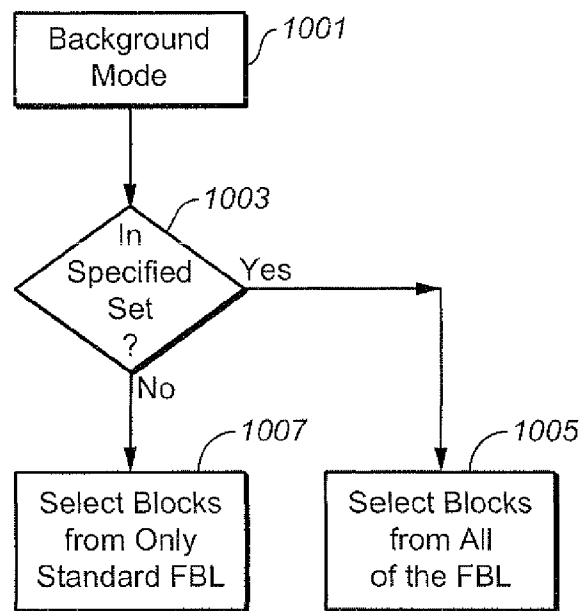 Background
Mode
1001
1003
In
Specified
Set
?
Yes
No
1007
1005
Select Blocks
from Only
Standard FBL
Select Blocks
from All
of the FBL